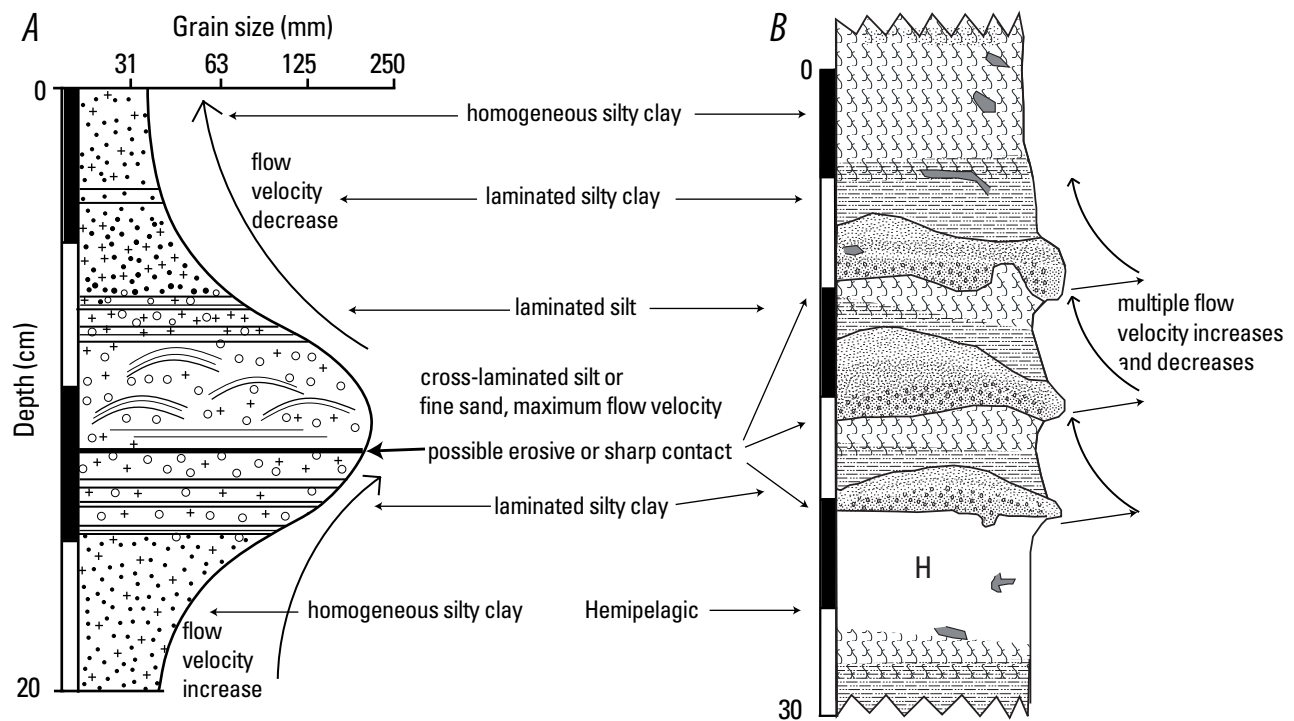 A
Grain size (mm)
31 63 125 250
0
homogeneous silty clay
flow
velocity
decrease
laminated silty clay
laminated silt
Depth (cm)
cross-laminated silt or
fine sand, maximum flow velocity
possible erosive or sharp contact
laminated silty clay
homogeneous silty clay
flow
velocity
increase
20
B
0
multiple flow
velocity increases
and decreases
H
Hemipelagic
30